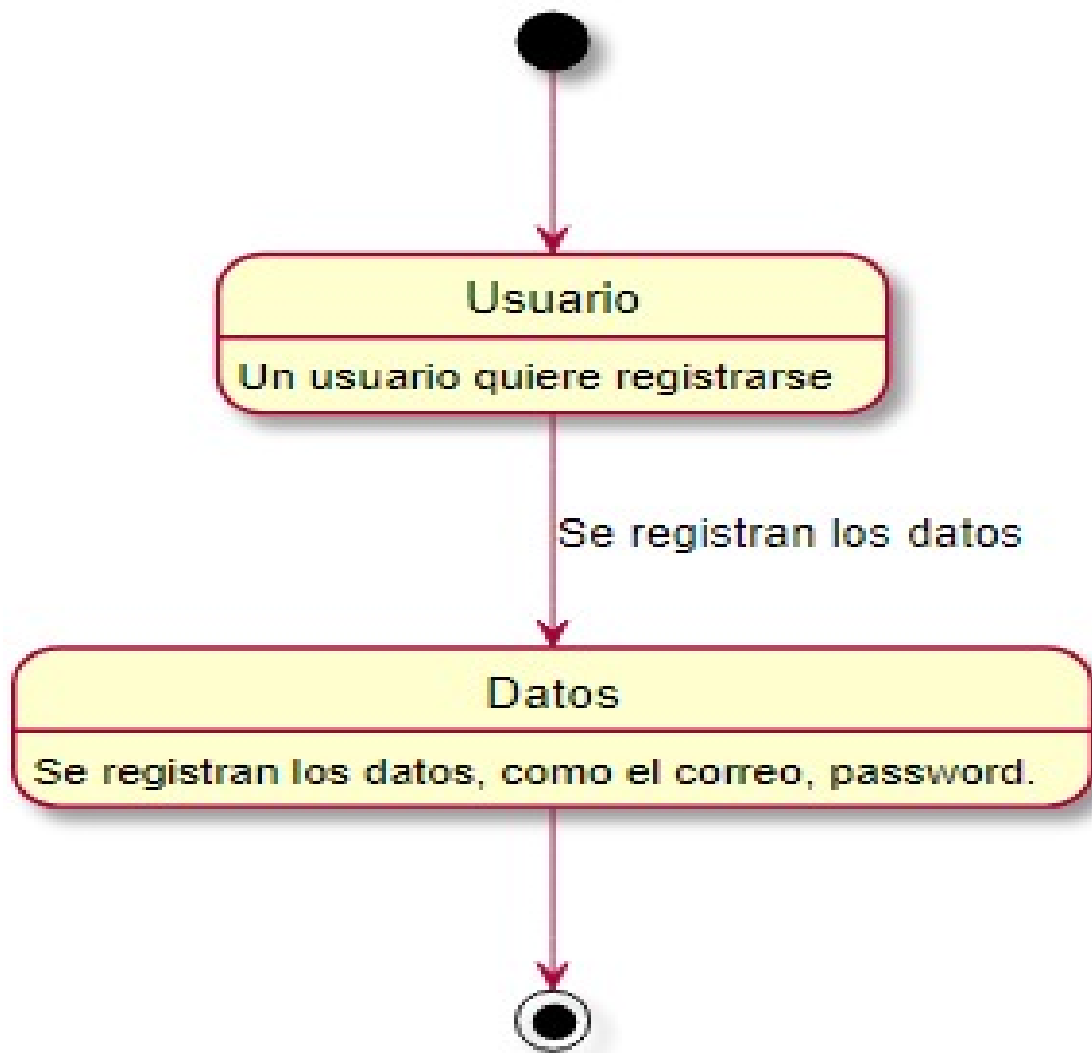 Usuario
Un usuario quiere registrarse
Se registran los datos
Datos
Se registran los datos, como el correo, password.